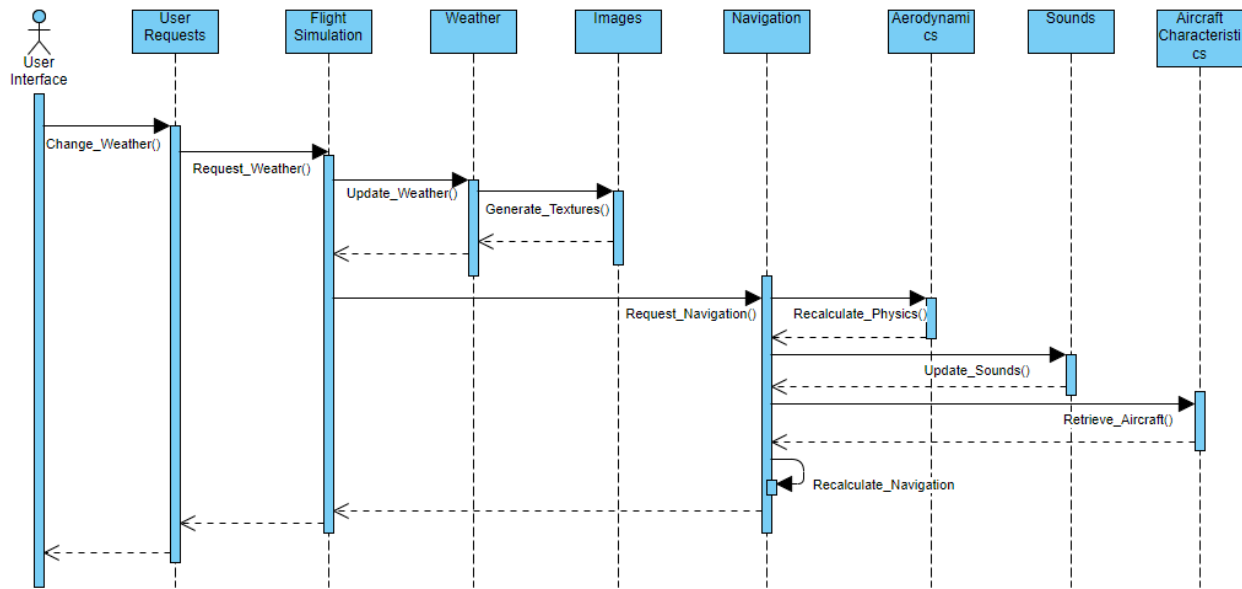 User
Interface
User
Requests
Flight
Simulation
Weather
Images
Navigation
Aerodynami
cs
Sounds
Aircraft
Characteristi
cs
Change_Weather()
Request_Weather()
Update_Weather()
Generate_Textures()
Request_Navigation()
Recalculate_Physics()
Update_Sounds()
Retrieve_Aircraft()
Recalculate_Navigation